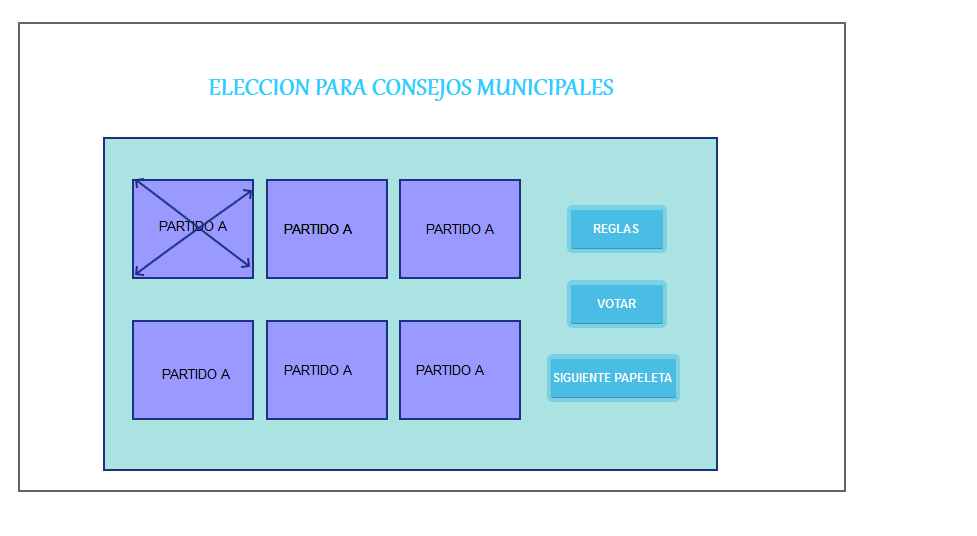 ELECCION PARA CONSEJOS MUNICIPALES
PARTIDO A
PARTIDO A
PARTIDO A
REGLAS
VOTAR
PARTIDO A
PARTIDO A
PARTIDO A
SIGUIENTE PAPELETA